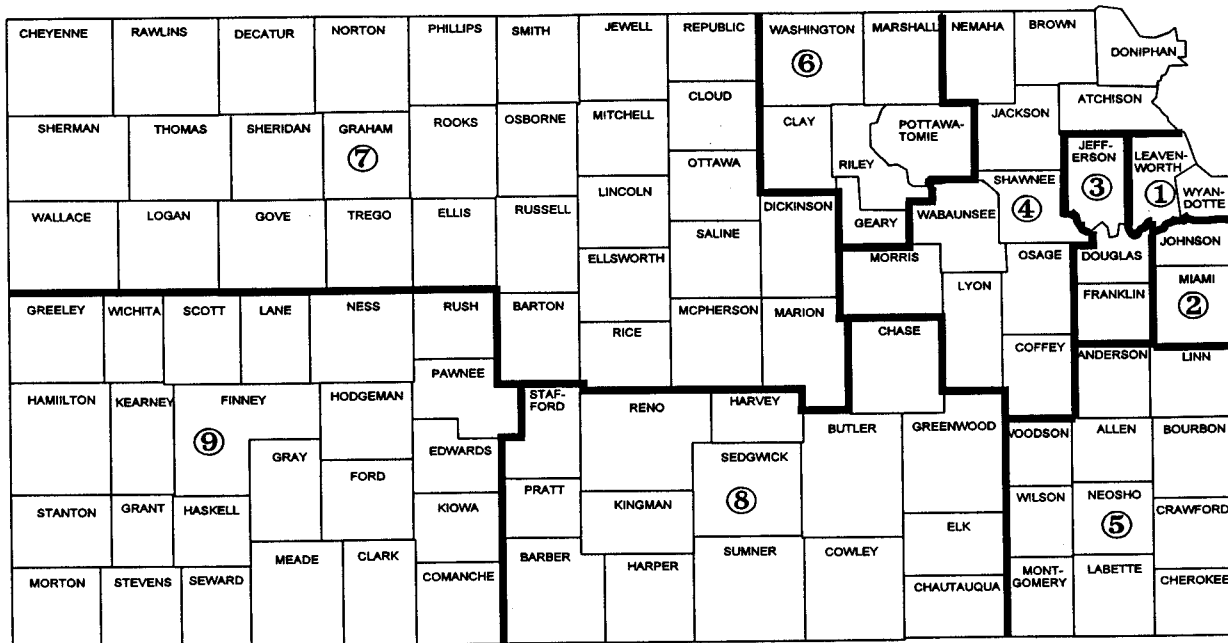 CHEYENNE
RAWLINS
DECATUR
NORTON
PHILLIPS
SMITH
JEWELL
REPUBLIC
WASHINGTON
MARSHALL
NEMAHA
BROWN
DONIPHAN
⑥
CLOUD
ATCHISON
SHERMAN
THOMAS
SHERIDAN
GRAHAM
⑦
ROOKS
OSBORNE
MITCHELL
CLAY
RILEY
POTTAWA-
TOMIE
JACKSON
JEFF-
ERSON
③
LEAVEN-
WORTH
①
WYAN-
DOTTE
OTTAWA
LINCOLN
SHAWNEE
④
WALLACE
LOGAN
GOVE
TREGO
ELLIS
RUSSELL
SALINE
DICKINSON
GEARY
WABAUNSEE
ELLSWORTH
MORRIS
OSAGE
DOUGLAS
JOHNSON
MIAMI
②
GREELEY
WICHITA
SCOTT
LANE
NESS
RUSH
BARTON
RICE
MCPHERSON
MARION
CHASE
LYON
FRANKLIN
COFFEY
ANDERSON
LINN
HAMIILTON
KEARNEY
FINNEY
⑨
HODGEMAN
PAWNEE
STAF-
FORD
RENO
HARVEY
BUTLER
GREENWOOD
WOODSON
ALLEN
BOURBON
GRAY
FORD
EDWARDS
SEDGWICK
⑧
STANTON
GRANT
HASKELL
KIOWA
PRATT
KINGMAN
ELK
WILSON
NEOSHO
⑤
CRAWFORD
MORTON
STEVENS
SEWARD
MEADE
CLARK
COMANCHE
BARBER
HARPER
SUMNER
COWLEY
CHAUTAUQUA
MONT-
GOMERY
LABETTE
CHEROKEE